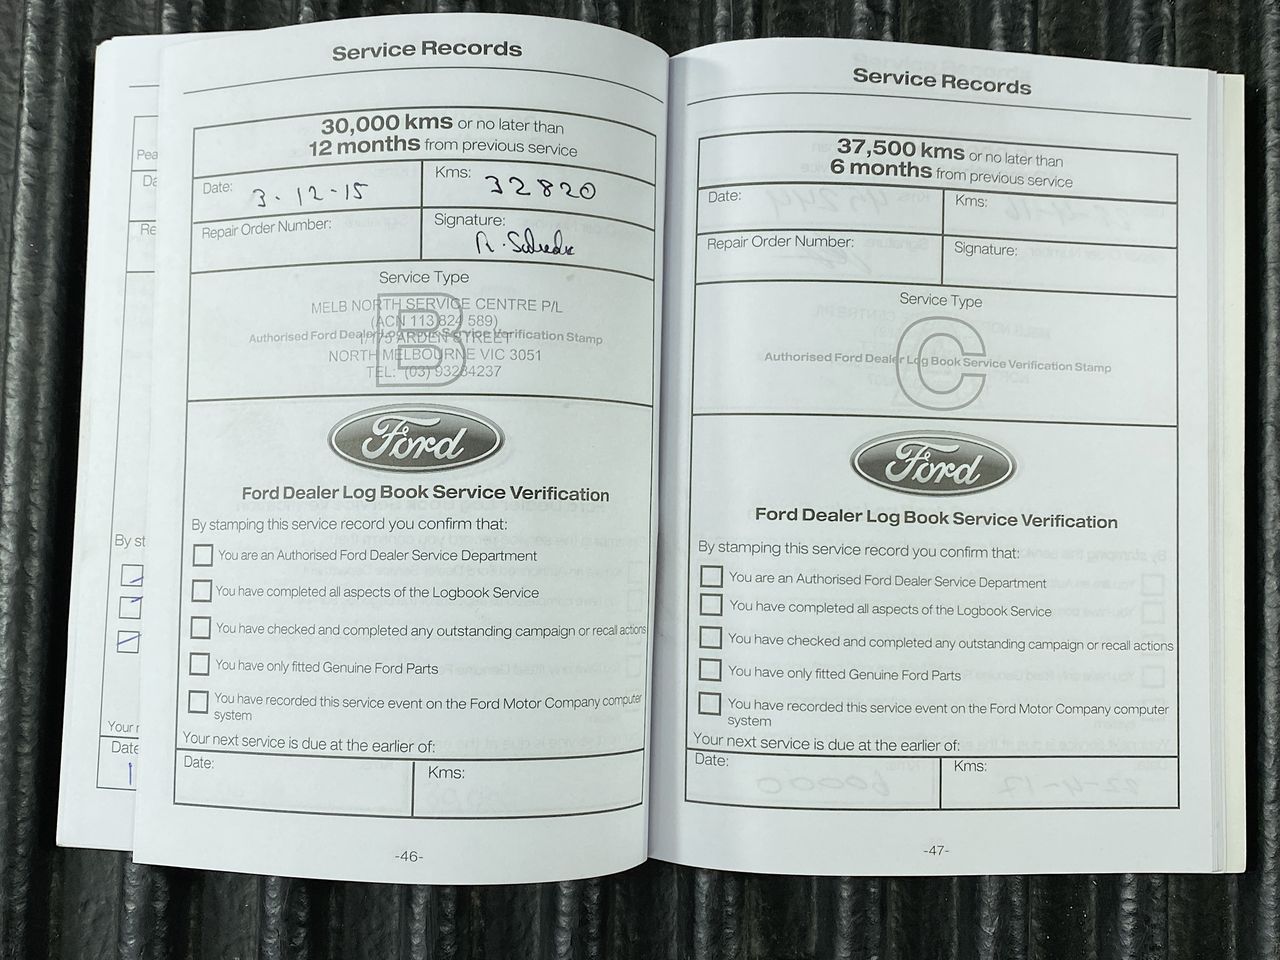 Service Records
30,000 kms or no later than
12 months from previous service
Date: 3-12-15
Kms: 32820
Repair Order Number:
Signature:
Service Type
B
MELB NORTH SERVICE CENTRE P/L
(ACN 113 824 589)
Authorised Ford Dealer Log Book Service Verification Stamp
ARDEN STREET
NORTH MELBOURNE VIC 3051
TEL: (03) 93284237
Ford
Ford Dealer Log Book Service Verification
By stamping this service record you confirm that:
You are an Authorised Ford Dealer Service Department
You have completed all aspects of the Logbook Service
You have checked and completed any outstanding campaign or recall actions
You have only fitted Genuine Ford Parts
You have recorded this service event on the Ford Motor Company computer
system
Your next service is due at the earlier of:
Date:
Kms:
-46-
Service Records
37,500 kms or no later than
6 months from previous service
Date:
Kms:
Repair Order Number:
Signature:
Service Type
C
Authorised Ford Dealer Log Book Service Verification Stamp
Ford
Ford Dealer Log Book Service Verification
By stamping this service record you confirm that:
You are an Authorised Ford Dealer Service Department
You have completed all aspects of the Logbook Service
You have checked and completed any outstanding campaign or recall actions
You have only fitted Genuine Ford Parts
You have recorded this service event on the Ford Motor Company computer
system
Your next service is due at the earlier of:
Date:
Kms:
-47-